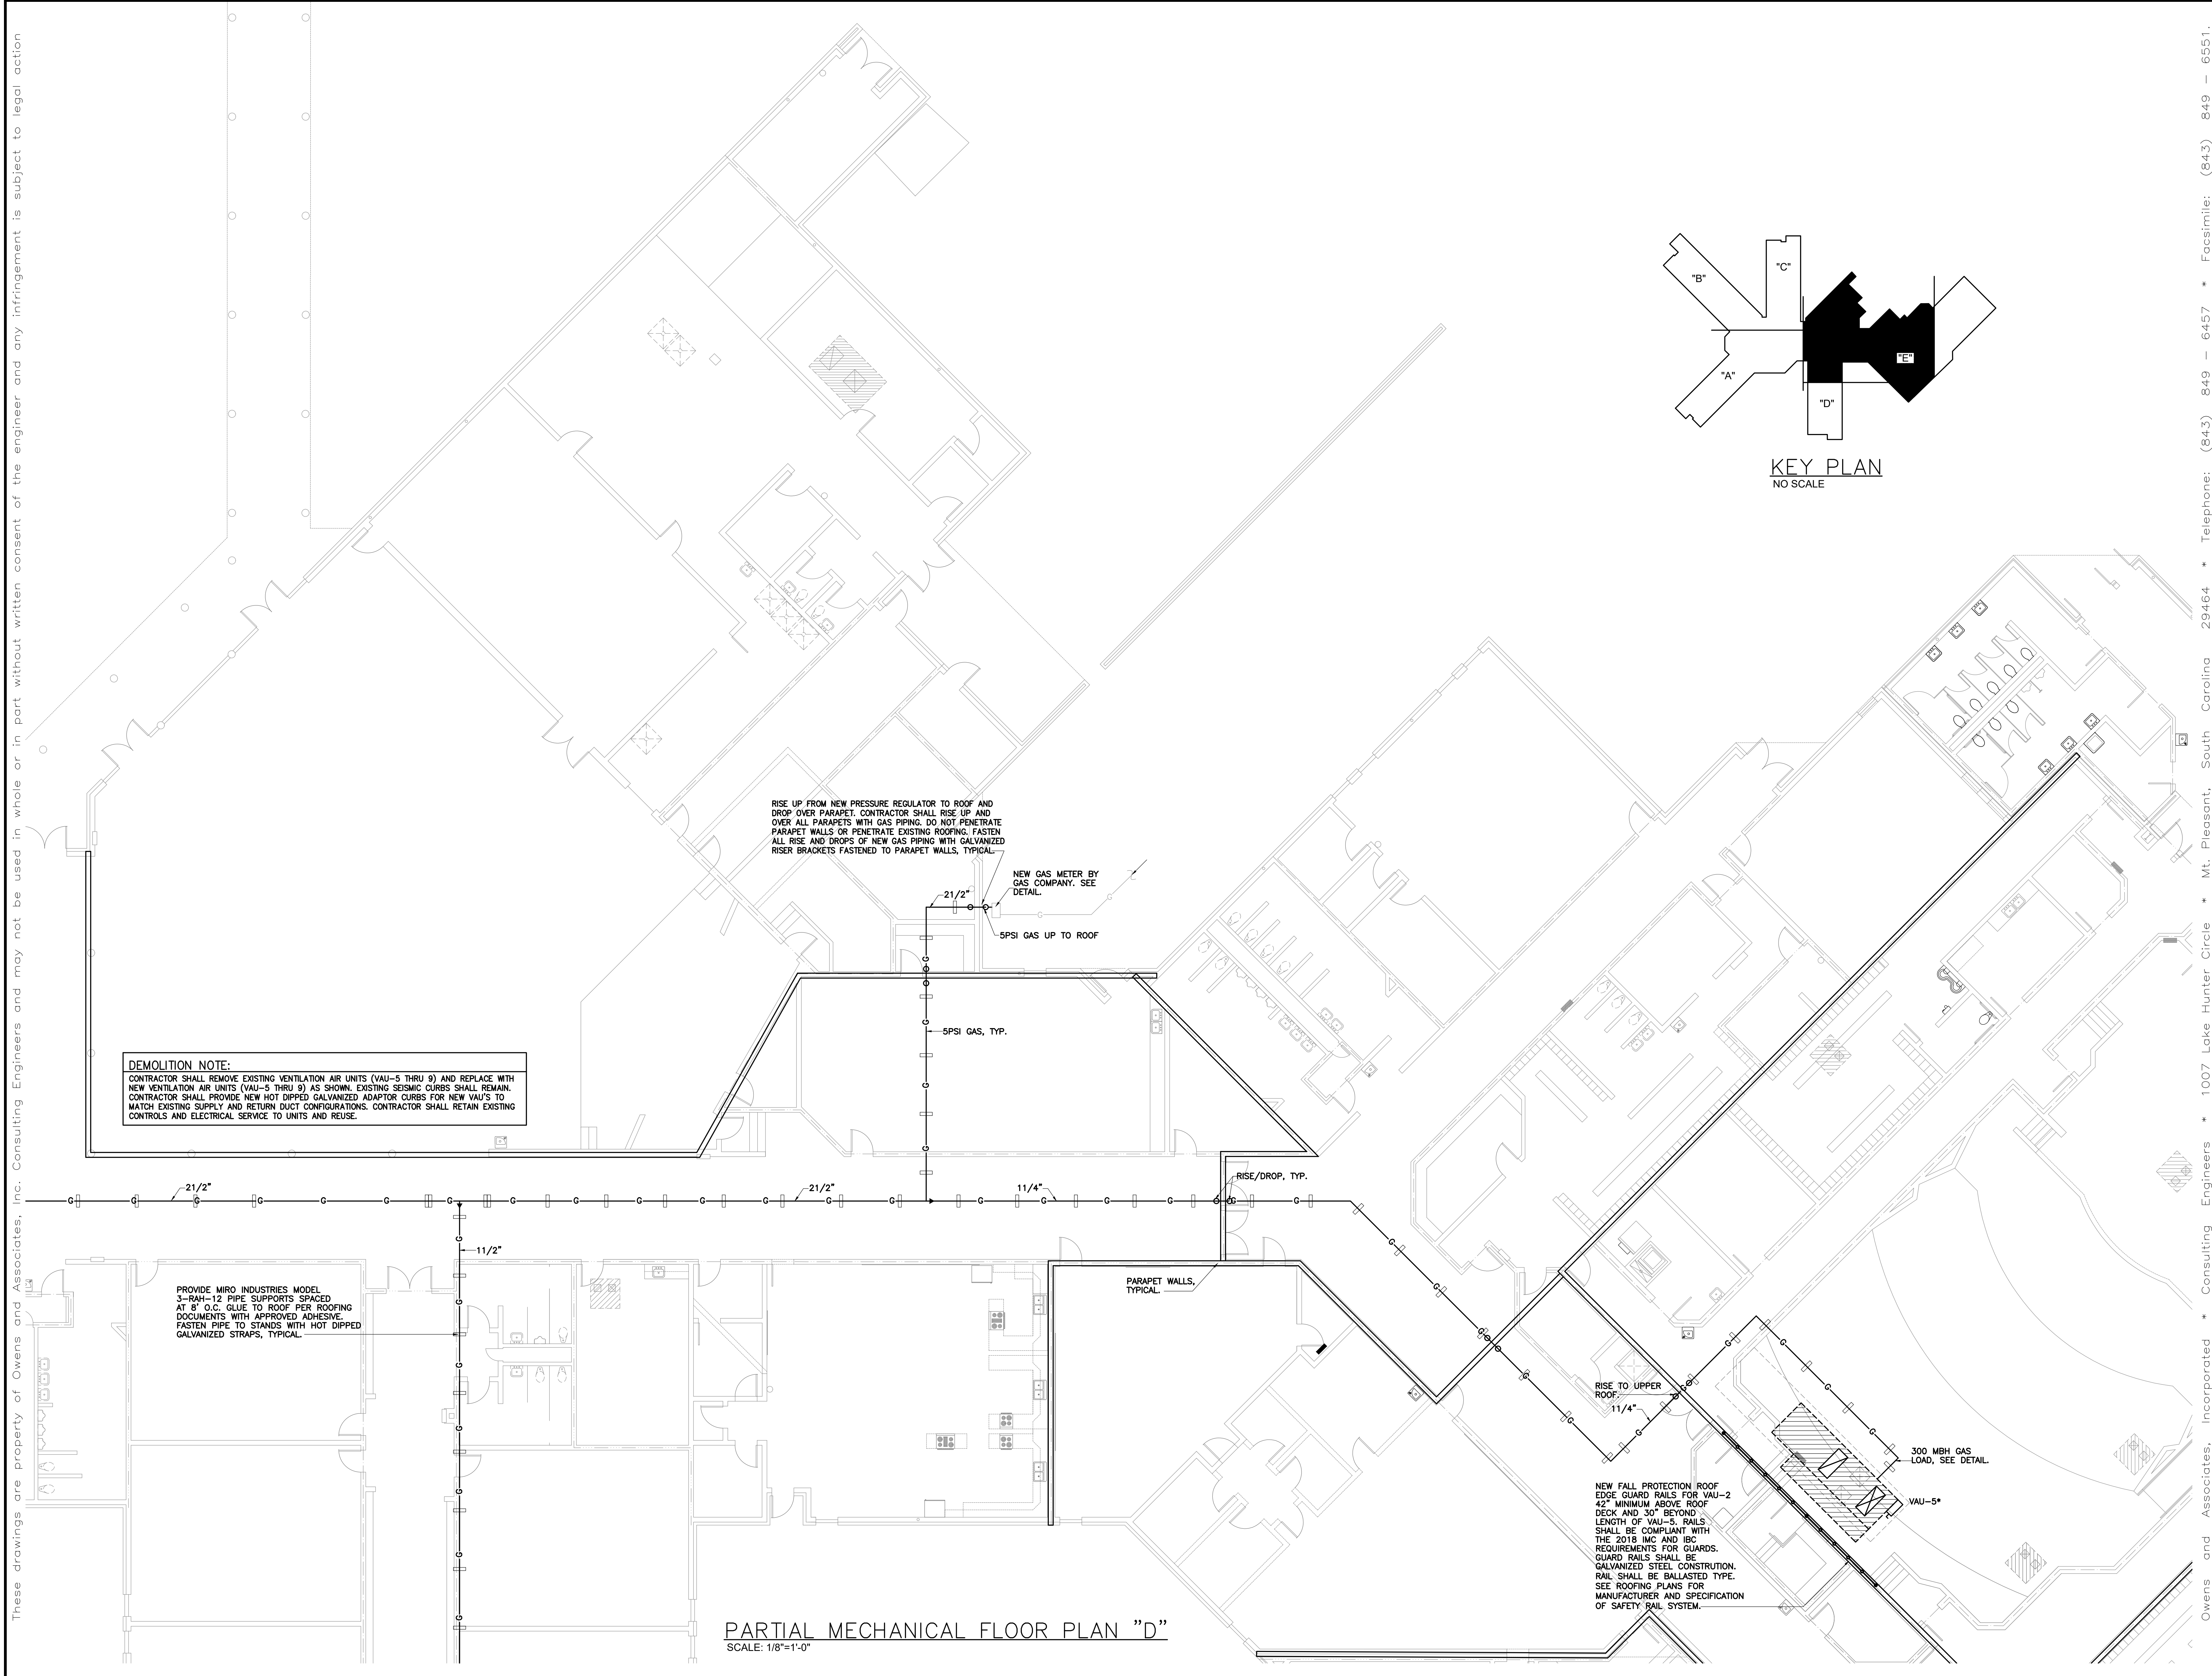 These drawings are property of Owens and Associates, Inc. Consulting Engineers and may not be used in whole or in part without written consent of the engineer and any infringement is subject to legal action
"B"
"C"
"E"
"A"
"D"
KEY PLAN
NO SCALE
RISE UP FROM NEW PRESSURE REGULATOR TO ROOF AND
DROP OVER PARAPET. CONTRACTOR SHALL RISE UP AND
OVER ALL PARAPETS WITH GAS PIPING. DO NOT PENETRATE
PARAPET WALLS OR PENETRATE EXISTING ROOFING. FASTEN
ALL RISE AND DROPS OF NEW GAS PIPING WITH GALVANIZED
RISER BRACKETS FASTENED TO PARAPET WALLS, TYPICAL.
NEW GAS METER BY
GAS COMPANY. SEE
DETAIL.
21/2"
5PSI GAS UP TO ROOF
5PSI GAS, TYP.
DEMOLITION NOTE:
CONTRACTOR SHALL REMOVE EXISTING VENTILATION AIR UNITS (VAU-5 THRU 9) AND REPLACE WITH
NEW VENTILATION AIR UNITS (VAU-5 THRU 9) AS SHOWN. EXISTING SEISMIC CURBS SHALL REMAIN.
CONTRACTOR SHALL PROVIDE NEW HOT DIPPED GALVANIZED ADAPTOR CURBS FOR NEW VAU'S TO
MATCH EXISTING SUPPLY AND RETURN DUCT CONFIGURATIONS. CONTRACTOR SHALL RETAIN EXISTING
CONTROLS AND ELECTRICAL SERVICE TO UNITS AND REUSE.
RISE/DROP, TYP.
21/2"
21/2"
11/4"
11/2"
PROVIDE MIRO INDUSTRIES MODEL
3-RAH-12 PIPE SUPPORTS SPACED
AT 8' O.C. GLUE TO ROOF PER ROOFING
DOCUMENTS WITH APPROVED ADHESIVE.
FASTEN PIPE TO STANDS WITH HOT DIPPED
GALVANIZED STRAPS, TYPICAL.
PARAPET WALLS,
TYPICAL.
RISE TO UPPER
ROOF.
11/4"
300 MBH GAS
LOAD, SEE DETAIL.
VAU-5*
NEW FALL PROTECTION ROOF
EDGE GUARD RAILS FOR VAU-2
42" MINIMUM ABOVE ROOF
DECK AND 30" BEYOND
LENGTH OF VAU-5. RAILS
SHALL BE COMPLIANT WITH
THE 2018 IMC AND IBC
REQUIREMENTS FOR GUARDS.
GUARD RAILS SHALL BE
GALVANIZED STEEL CONSTRUTION.
RAIL SHALL BE BALLASTED TYPE.
SEE ROOFING PLANS FOR
MANUFACTURER AND SPECIFICATION
OF SAFETY RAIL SYSTEM.
PARTIAL MECHANICAL FLOOR PLAN "D"
SCALE: 1/8"=1'-0"
Owens and Associates, Incorporated * Consulting Engineers * 1007 Lake Hunter Circle * Mt. Pleasant, South Carolina 29464 * Telephone: (843) 849 - 6457 * Facsimile: (843) 849 - 6551.